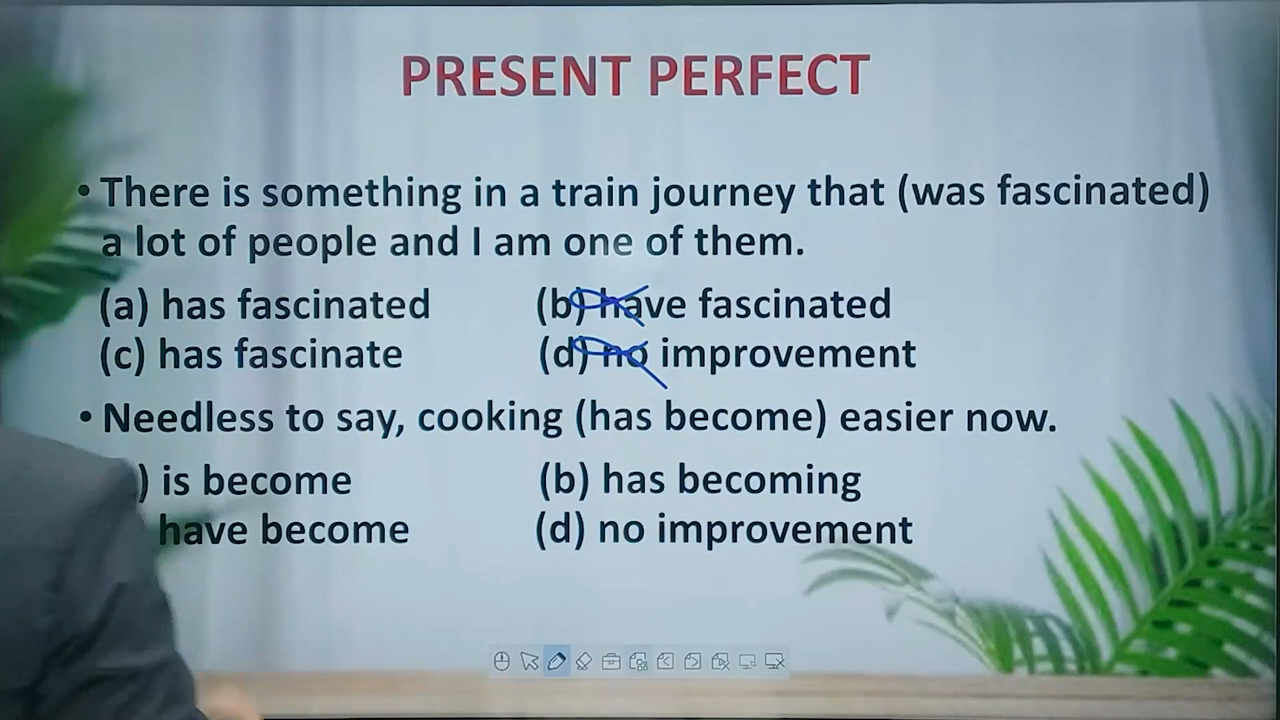 PRESENT PERFECT
• There is something in a train journey that (was fascinated)
a lot of people and I am one of them.
(a) has fascinated (b) have fascinated
(c) has fascinate (d) no improvement
• Needless to say, cooking (has become) easier now.
) is become (b) has becoming
have become (d) no improvement